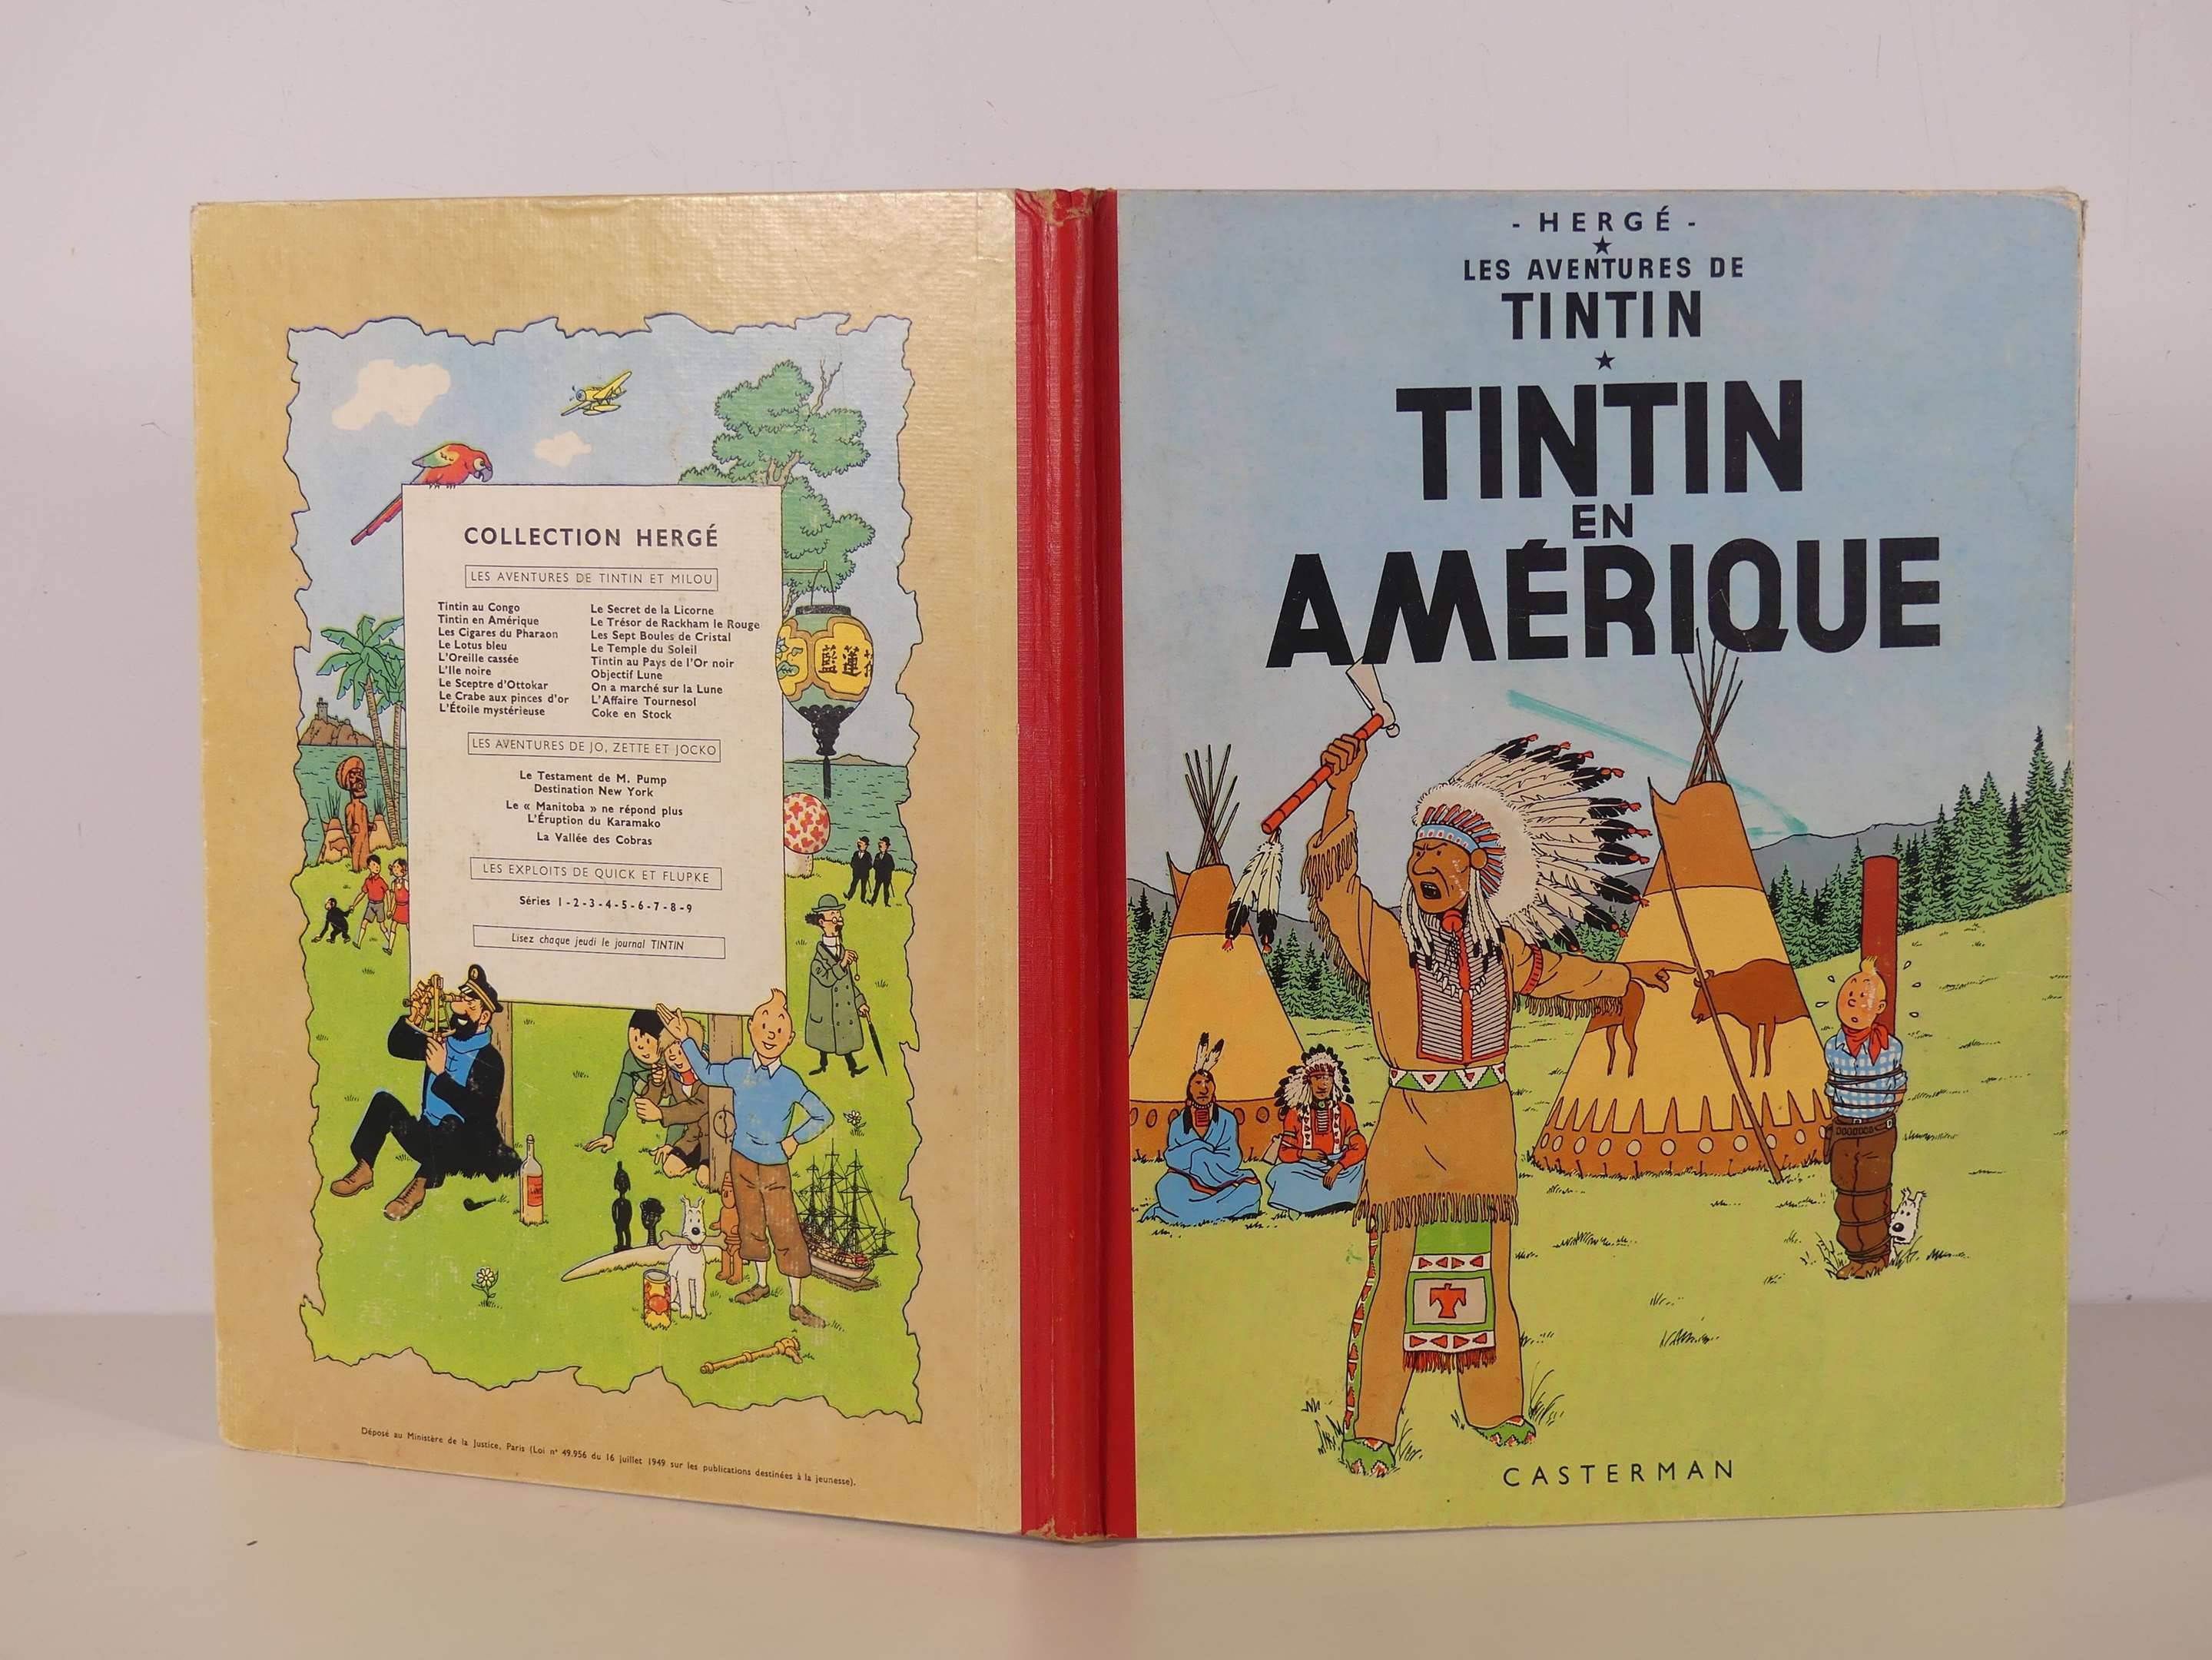 COLLECTION HERGÉ
LES AVENTURES DE TINTIN ET MILOU
Tintin au Congo
Tintin en Amérique
Les Cigares du Pharaon
Le Lotus bleu
L'Oreille cassée
L'Ile noire
Le Sceptre d'Ottokar
Le Crabe aux pinces d'or
L'Étoile mystérieuse
Le Secret de la Licorne
Le Trésor de Rackham le Rouge
Les Sept Boules de Cristal
Le Temple du Soleil
Tintin au Pays de l'Or noir
Objectif Lune
On a marché sur la Lune
L'Affaire Tournesol
Coke en Stock
LES AVENTURES DE JO, ZETTE ET JOCKO
Le Testament de M. Pump
Destination New York
Le « Manitoba » ne répond plus
L'Éruption du Karamako
La Vallée des Cobras
LES EXPLOITS DE QUICK ET FLUPKE
Séries 1 - 2 - 3 - 4 - 5 - 6 - 7 - 8 - 9
Lisez chaque jeudi le journal TINTIN
Déposé au Ministère de la Justice, Paris (Loi n° 49.956 du 16 juillet 1949 sur les publications destinées à la jeunesse).
- HERGÉ -
LES AVENTURES DE
TINTIN
TINTIN
EN
AMÉRIQUE
CASTERMAN